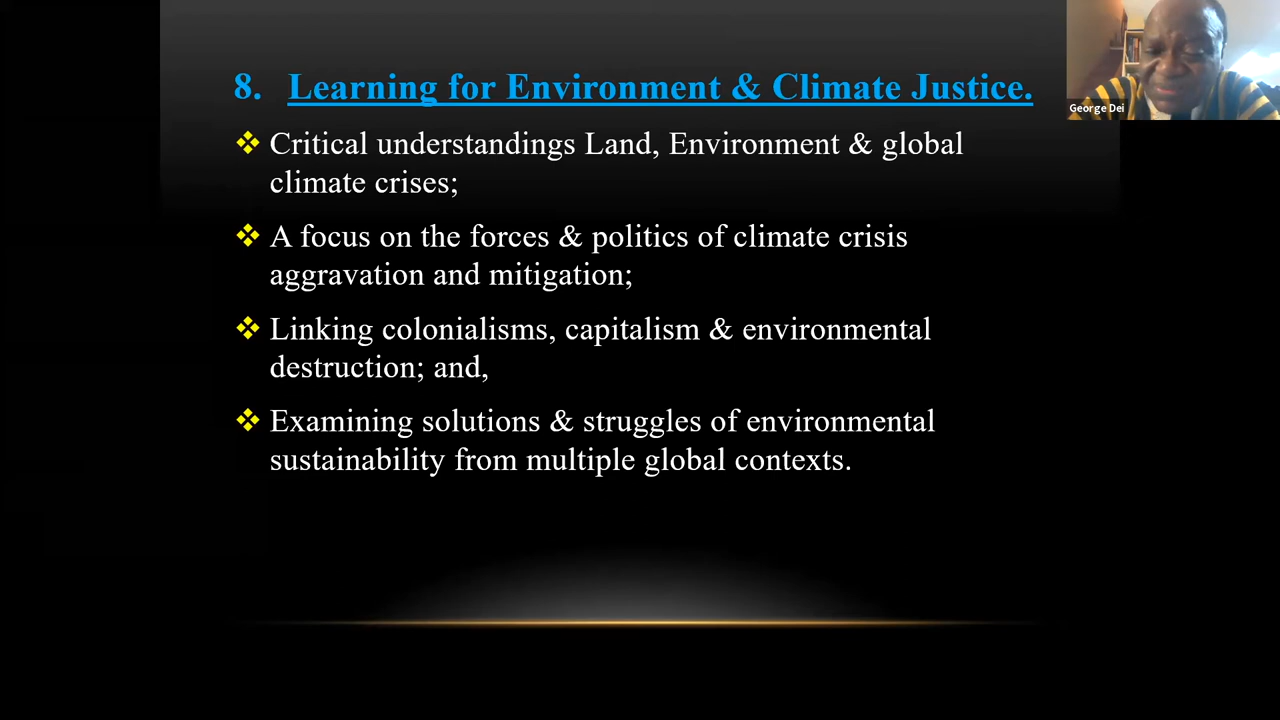 8. Learning for Environment & Climate Justice.
❖ Critical understandings Land, Environment & global
climate crises;
❖ A focus on the forces & politics of climate crisis
aggravation and mitigation;
❖ Linking colonialisms, capitalism & environmental
destruction; and,
❖ Examining solutions & struggles of environmental
sustainability from multiple global contexts.
George Dei